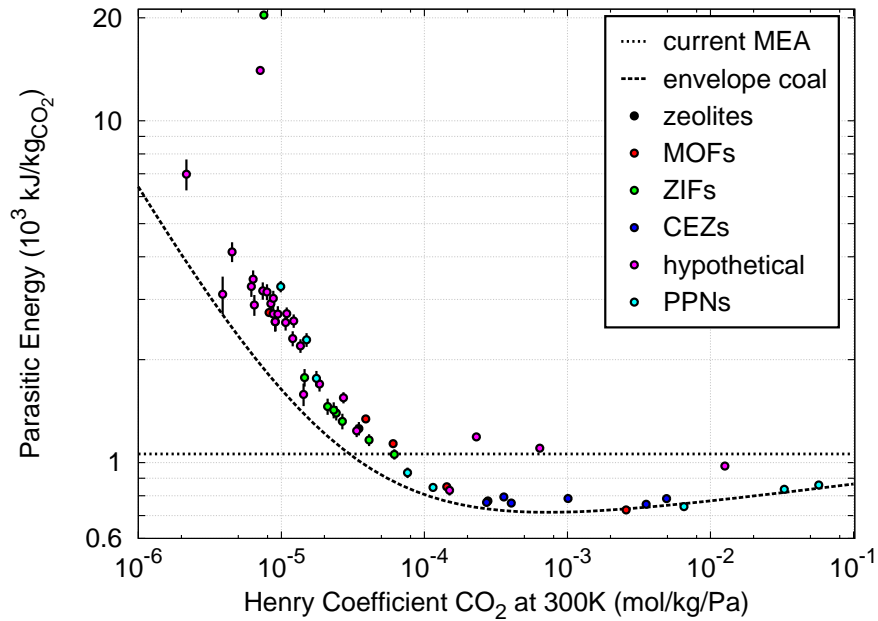 20
10
1
0.6
Parasitic Energy (10³ kJ/kg_CO₂)
10⁻⁶ 10⁻⁵ 10⁻⁴ 10⁻³ 10⁻² 10⁻¹
Henry Coefficient CO₂ at 300K (mol/kg/Pa)
current MEA
envelope coal
zeolites
MOFs
ZIFs
CEZs
hypothetical
PPNs